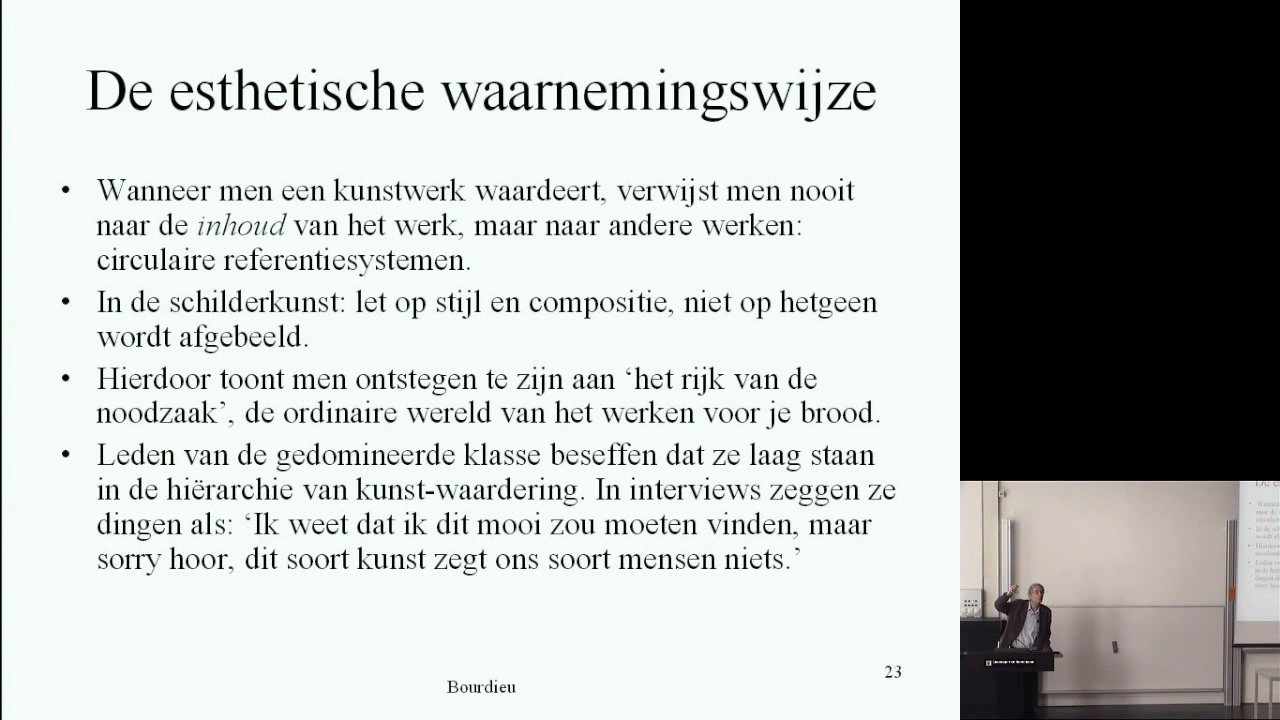 De esthetische waarnemingswijze
• Wanneer men een kunstwerk waardeert, verwijst men nooit
naar de inhoud van het werk, maar naar andere werken:
circulaire referentiesystemen.
• In de schilderkunst: let op stijl en compositie, niet op hetgeen
wordt afgebeeld.
• Hierdoor toont men ontstegen te zijn aan ‘het rijk van de
noodzaak’, de ordinaire wereld van het werken voor je brood.
• Leden van de gedomineerde klasse beseffen dat ze laag staan
in de hiërarchie van kunst-waardering. In interviews zeggen ze
dingen als: ‘Ik weet dat ik dit mooi zou moeten vinden, maar
sorry hoor, dit soort kunst zegt ons soort mensen niets.’
Bourdieu
23